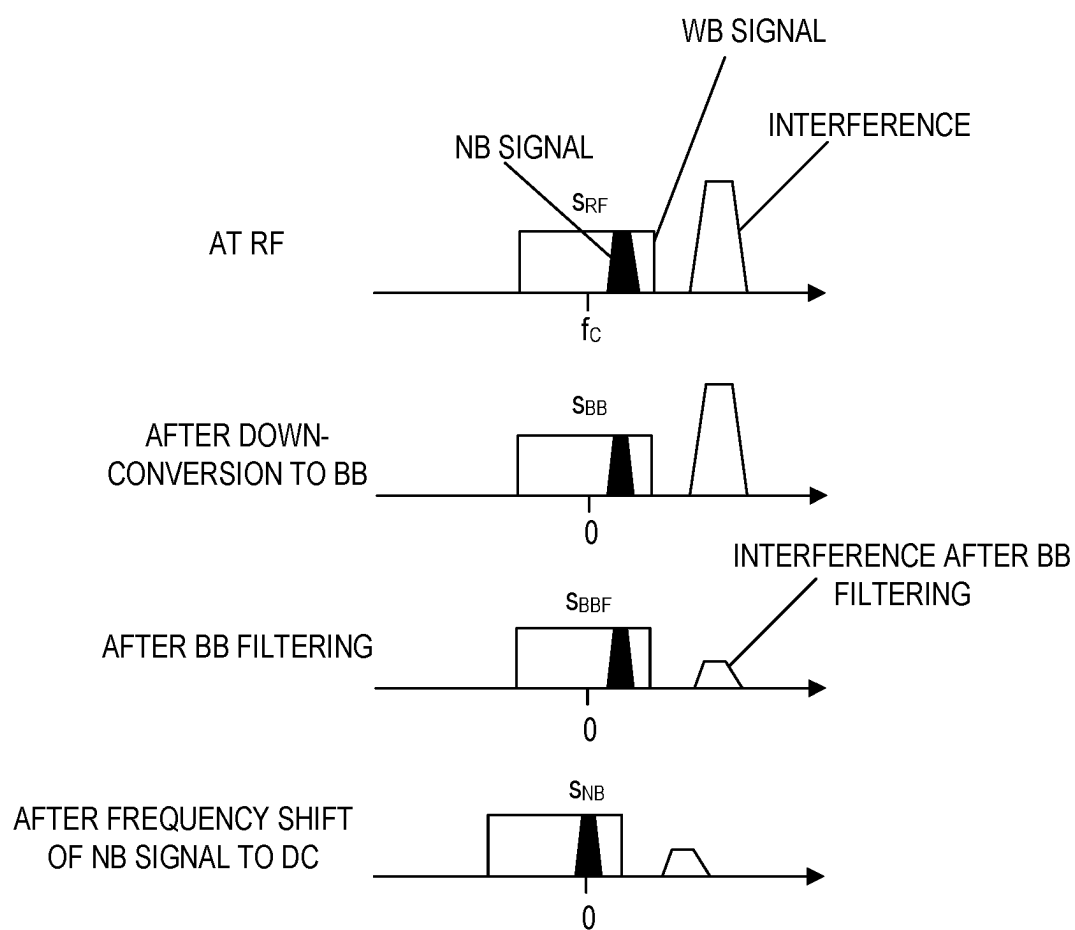 WB SIGNAL
INTERFERENCE
NB SIGNAL
SRF
AT RF
fC
SBB
AFTER DOWN-
CONVERSION TO BB
0
INTERFERENCE AFTER BB
FILTERING
SBBF
AFTER BB FILTERING
0
SNB
AFTER FREQUENCY SHIFT
OF NB SIGNAL TO DC
0